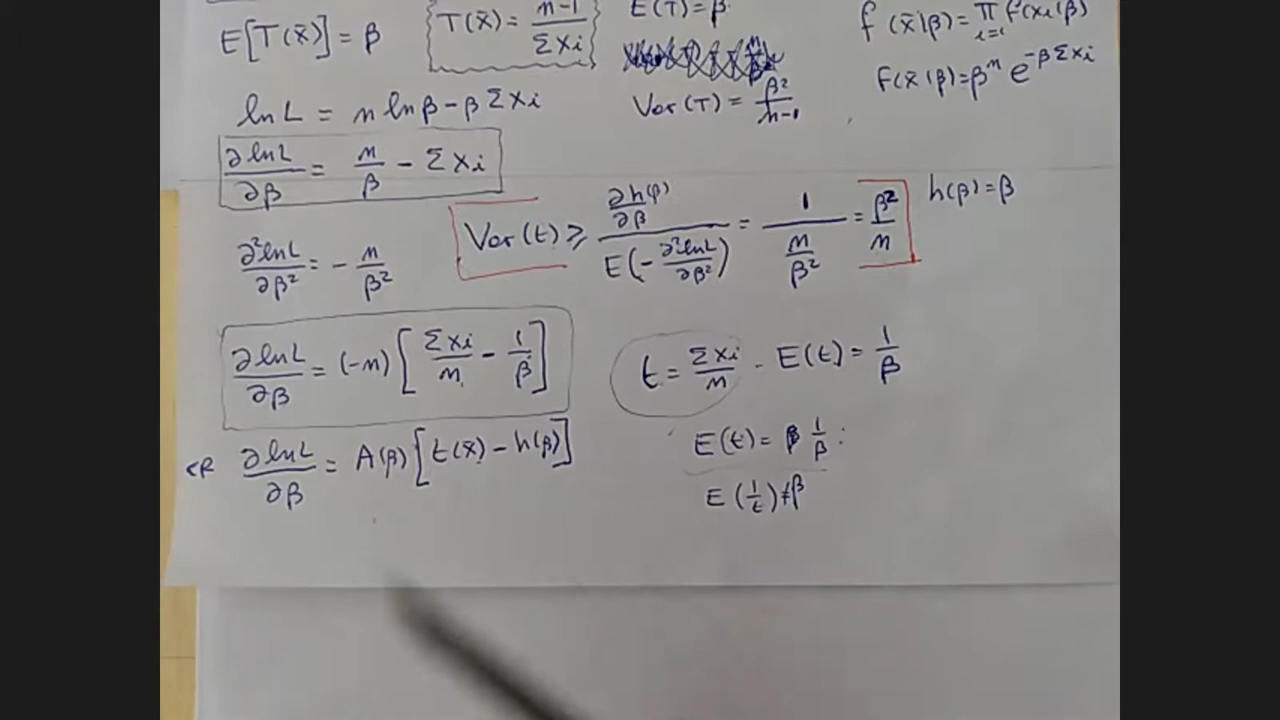 E[T(x̄)] = β
T(x̄) = n-1 / Σxi
E(T) = β
Var(T) = β² / n-1
f(x̄|β) = π i=1 f(xi|β)
f(x̄|β) = βⁿ e^(-βΣxi)
ln L = n ln β - β Σxi
∂lnL / ∂β = n/β - Σxi
∂²lnL / ∂β² = - n/β²
Var(t) ≥ ∂h(β)/∂β / E(-∂²lnL/∂β²) = 1 / (n/β²) = β²/n
h(β) = β
∂lnL / ∂β = (-n) [Σxi/n - 1/β]
t = Σxi/n - E(t) = 1/β
CR ∂lnL / ∂β = A(β) [t(x̄) - h(β)]
E(t) = 1/β :
E(1/t) ≠ β